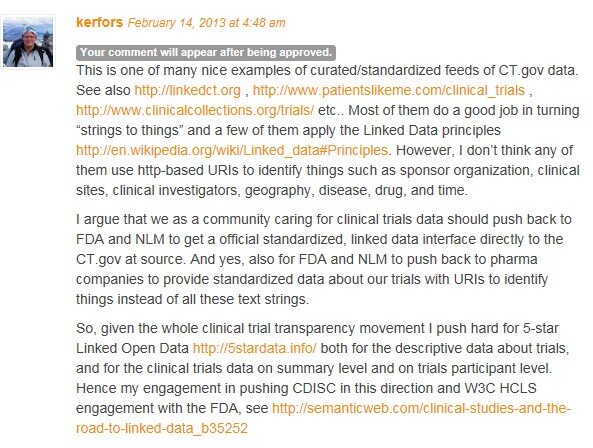 kerfors February 14, 2013 at 4:48 am
Your comment will appear after being approved.
This is one of many nice examples of curated/standardized feeds of CT.gov data.
See also http://linkedct.org , http://www.patientslikeme.com/clinical_trials ,
http://www.clinicalcollections.org/trials/ etc.. Most of them do a good job in turning
“strings to things” and a few of them apply the Linked Data principles
http://en.wikipedia.org/wiki/Linked_data#Principles. However, I don’t think any of
them use http-based URIs to identify things such as sponsor organization, clinical
sites, clinical investigators, geography, disease, drug, and time.
I argue that we as a community caring for clinical trials data should push back to
FDA and NLM to get a official standardized, linked data interface directly to the
CT.gov at source. And yes, also for FDA and NLM to push back to pharma
companies to provide standardized data about our trials with URIs to identify
things instead of all these text strings.
So, given the whole clinical trial transparency movement I push hard for 5-star
Linked Open Data http://5stardata.info/ both for the descriptive data about trials,
and for the clinical trials data on summary level and on trials participant level.
Hence my engagement in pushing CDISC in this direction and W3C HCLS
engagement with the FDA, see http://semanticweb.com/clinical-studies-and-the-
road-to-linked-data_b35252